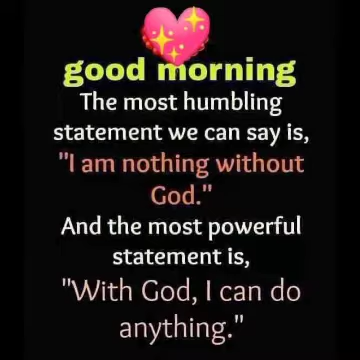 good morning
The most humbling
statement we can say is,
"I am nothing without
God."
And the most powerful
statement is,
"With God, I can do
anything."